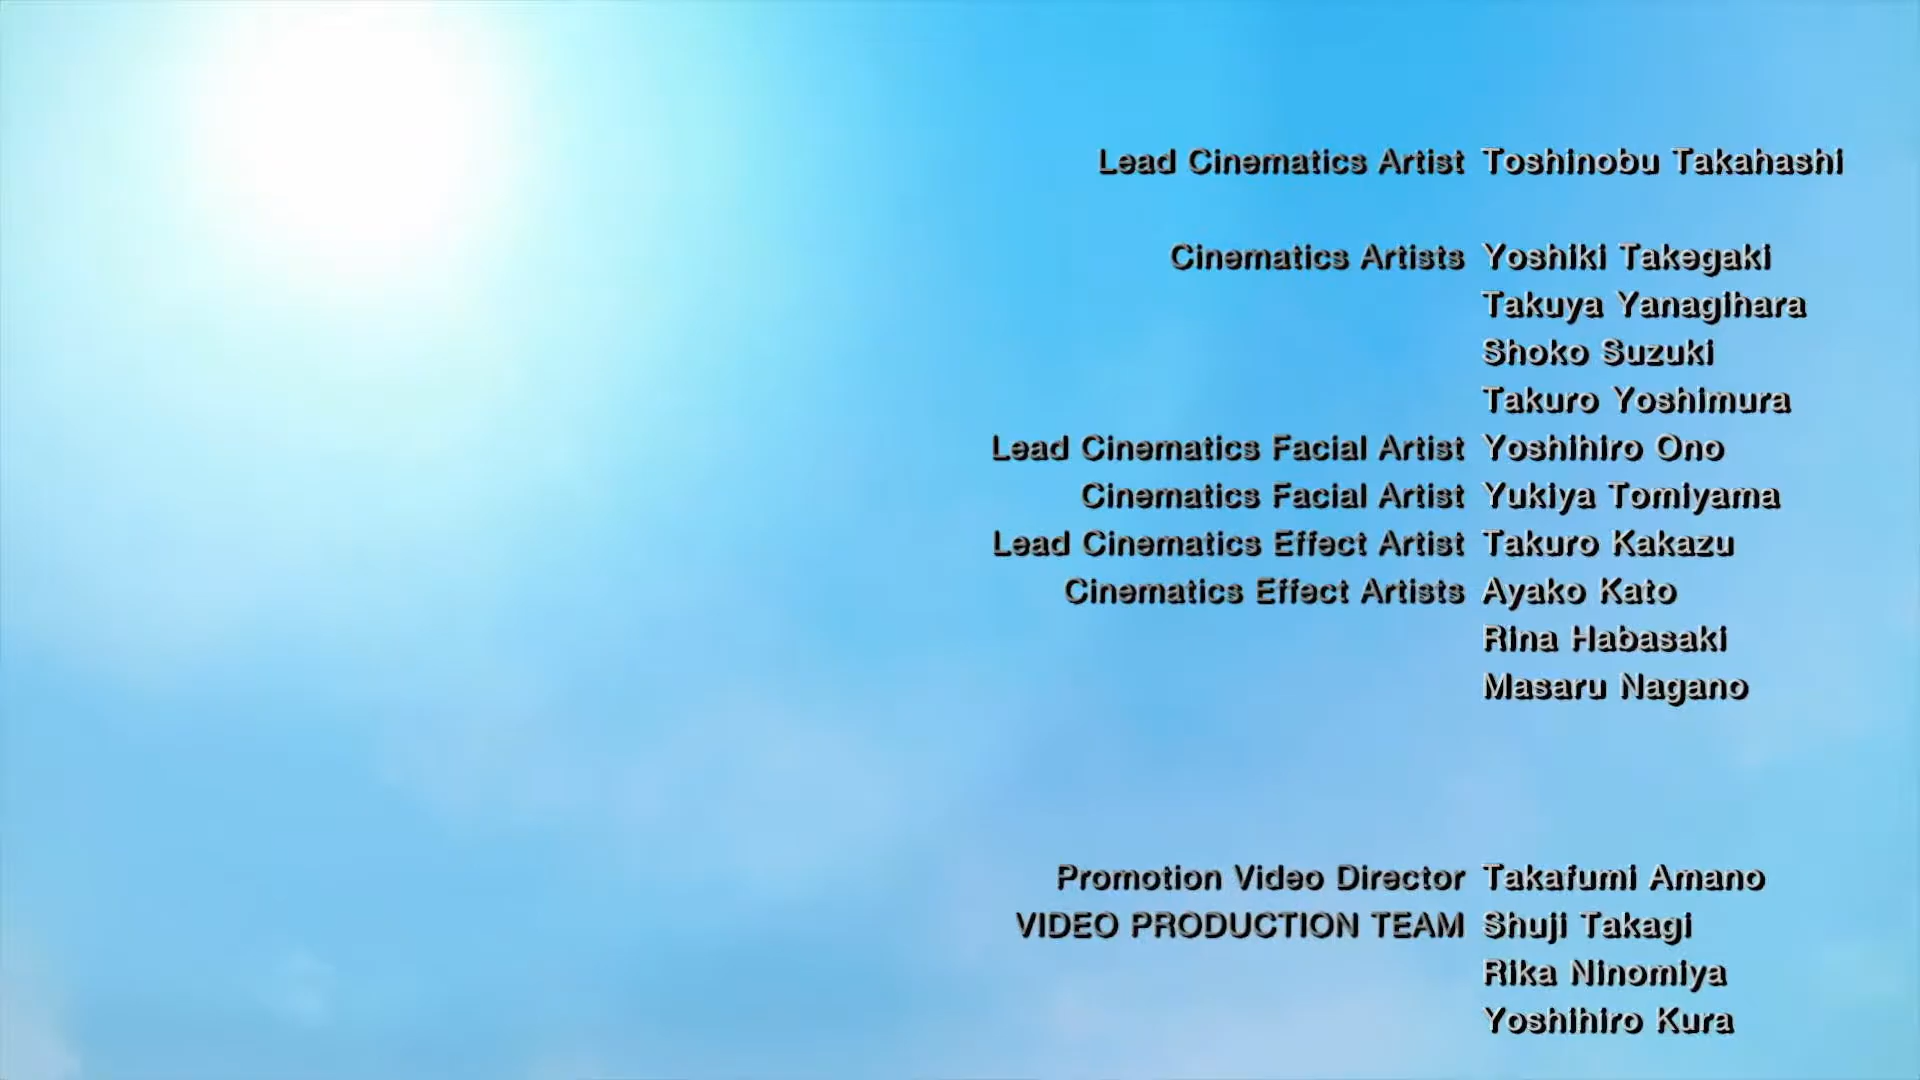 Lead Cinematics Artist Toshinobu Takahashi
Cinematics Artists Yoshiki Takegaki
Takuya Yanagihara
Shoko Suzuki
Takuro Yoshimura
Lead Cinematics Facial Artist Yoshihiro Ono
Cinematics Facial Artist Yukiya Tomiyama
Lead Cinematics Effect Artist Takuro Kakazu
Cinematics Effect Artists Ayako Kato
Rina Habasaki
Masaru Nagano
Promotion Video Director Takafumi Amano
VIDEO PRODUCTION TEAM Shuji Takagi
Rika Ninomiya
Yoshihiro Kura